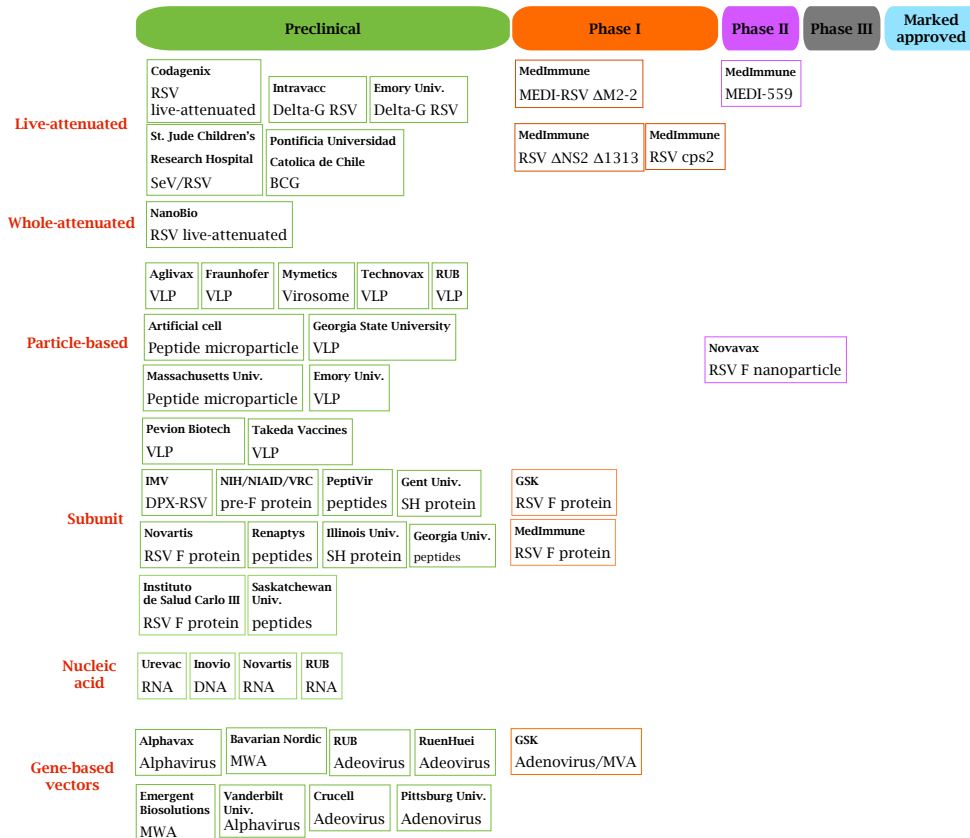 Preclinical
Phase I
Phase II
Phase III
Marked
approved
Live-attenuated
Codagenix
RSV
live-attenuated
Intravacc
Delta-G RSV
Emory Univ.
Delta-G RSV
MedImmune
MEDI-RSV ΔM2-2
MedImmune
MEDI-559
St. Jude Children's
Research Hospital
SeV/RSV
Pontificia Universidad
Catolica de Chile
BCG
MedImmune
RSV ΔNS2 Δ1313
MedImmune
RSV cps2
Whole-attenuated
NanoBio
RSV live-attenuated
Particle-based
Aglivax
VLP
Fraunhofer
VLP
Mymetics
Virosome
Technovax
VLP
RUB
VLP
Artificial cell
Peptide microparticle
Georgia State University
VLP
Novavax
RSV F nanoparticle
Massachusetts Univ.
Peptide microparticle
Emory Univ.
VLP
Pevion Biotech
VLP
Takeda Vaccines
VLP
Subunit
IMV
DPX-RSV
NIH/NIAID/VRC
pre-F protein
PeptiVir
peptides
Gent Univ.
SH protein
GSK
RSV F protein
Novartis
RSV F protein
Renaptys
peptides
Illinois Univ.
SH protein
Georgia Univ.
peptides
MedImmune
RSV F protein
Instituto
de Salud Carlo III
RSV F protein
Saskatchewan
Univ.
peptides
Nucleic
acid
Urevac
RNA
Inovio
DNA
Novartis
RNA
RUB
RNA
Gene-based
vectors
Alphavax
Alphavirus
Bavarian Nordic
MWA
RUB
Adeovirus
RuenHuei
Adeovirus
GSK
Adenovirus/MVA
Emergent
Biosolutions
MWA
Vanderbilt
Univ.
Alphavirus
Crucell
Adeovirus
Pittsburg Univ.
Adenovirus